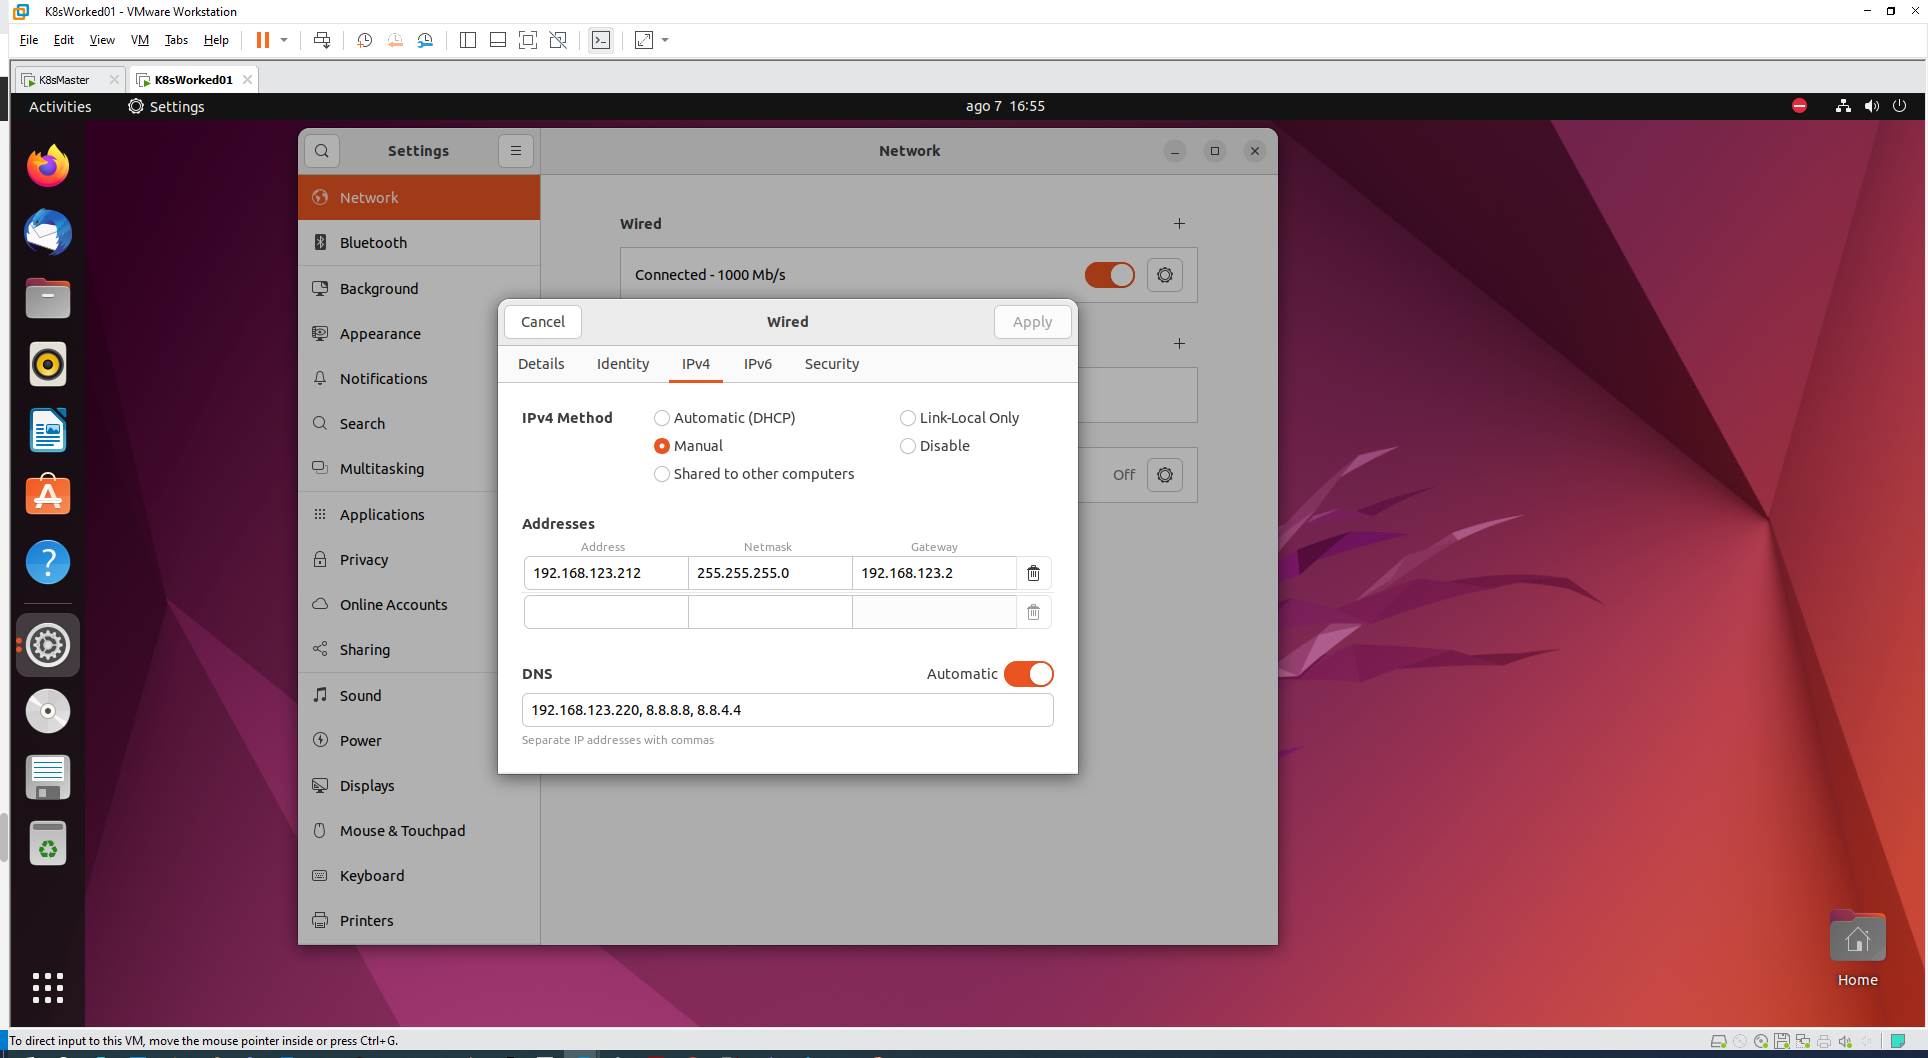 K8sWorked01 - VMware Workstation
File Edit View VM Tabs Help
K8sMaster K8sWorked01
Activities Settings ago 7 16:55
Settings Network
Network
Bluetooth
Background
Appearance
Notifications
Search
Multitasking
Applications
Privacy
Online Accounts
Sharing
Sound
Power
Displays
Mouse & Touchpad
Keyboard
Printers
Wired
Connected - 1000 Mb/s
Off
Cancel Wired Apply
Details Identity IPv4 IPv6 Security
IPv4 Method Automatic (DHCP) Link-Local Only
Manual Disable
Shared to other computers
Addresses
Address Netmask Gateway
192.168.123.212 255.255.255.0 192.168.123.2
DNS Automatic
192.168.123.220, 8.8.8.8, 8.8.4.4
Separate IP addresses with commas
Home
To direct input to this VM, move the mouse pointer inside or press Ctrl+G.